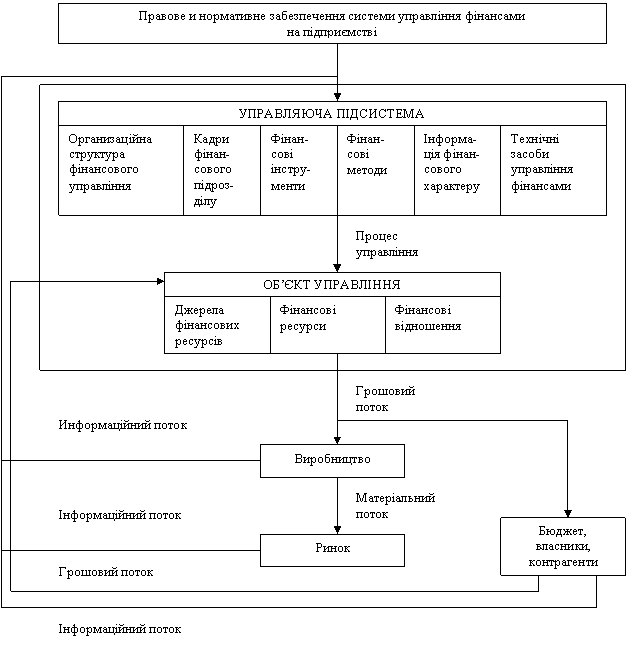 Правове и нормативне забезпечення системи управління фінансами
на підприємстві
УПРАВЛЯЮЧА ПІДСИСТЕМА
Організаційна
структура
фінансового
управління
Кадри
фінан-
сового
підроз-
ділу
Фінан-
сові
інстру-
менти
Фінан-
сові
методи
Інформа-
ція фінан-
сового
характеру
Технічні
засоби
управління
фінансами
Процес
управління
ОБ’ЄКТ УПРАВЛІННЯ
Джерела
фінансових
ресурсів
Фінансові
ресурси
Фінансові
відношення
Грошовий
поток
Информаційний поток
Виробництво
Матеріальний
поток
Інформаційний поток
Ринок
Бюджет,
власники,
контрагенти
Грошовий поток
Інформаційний поток